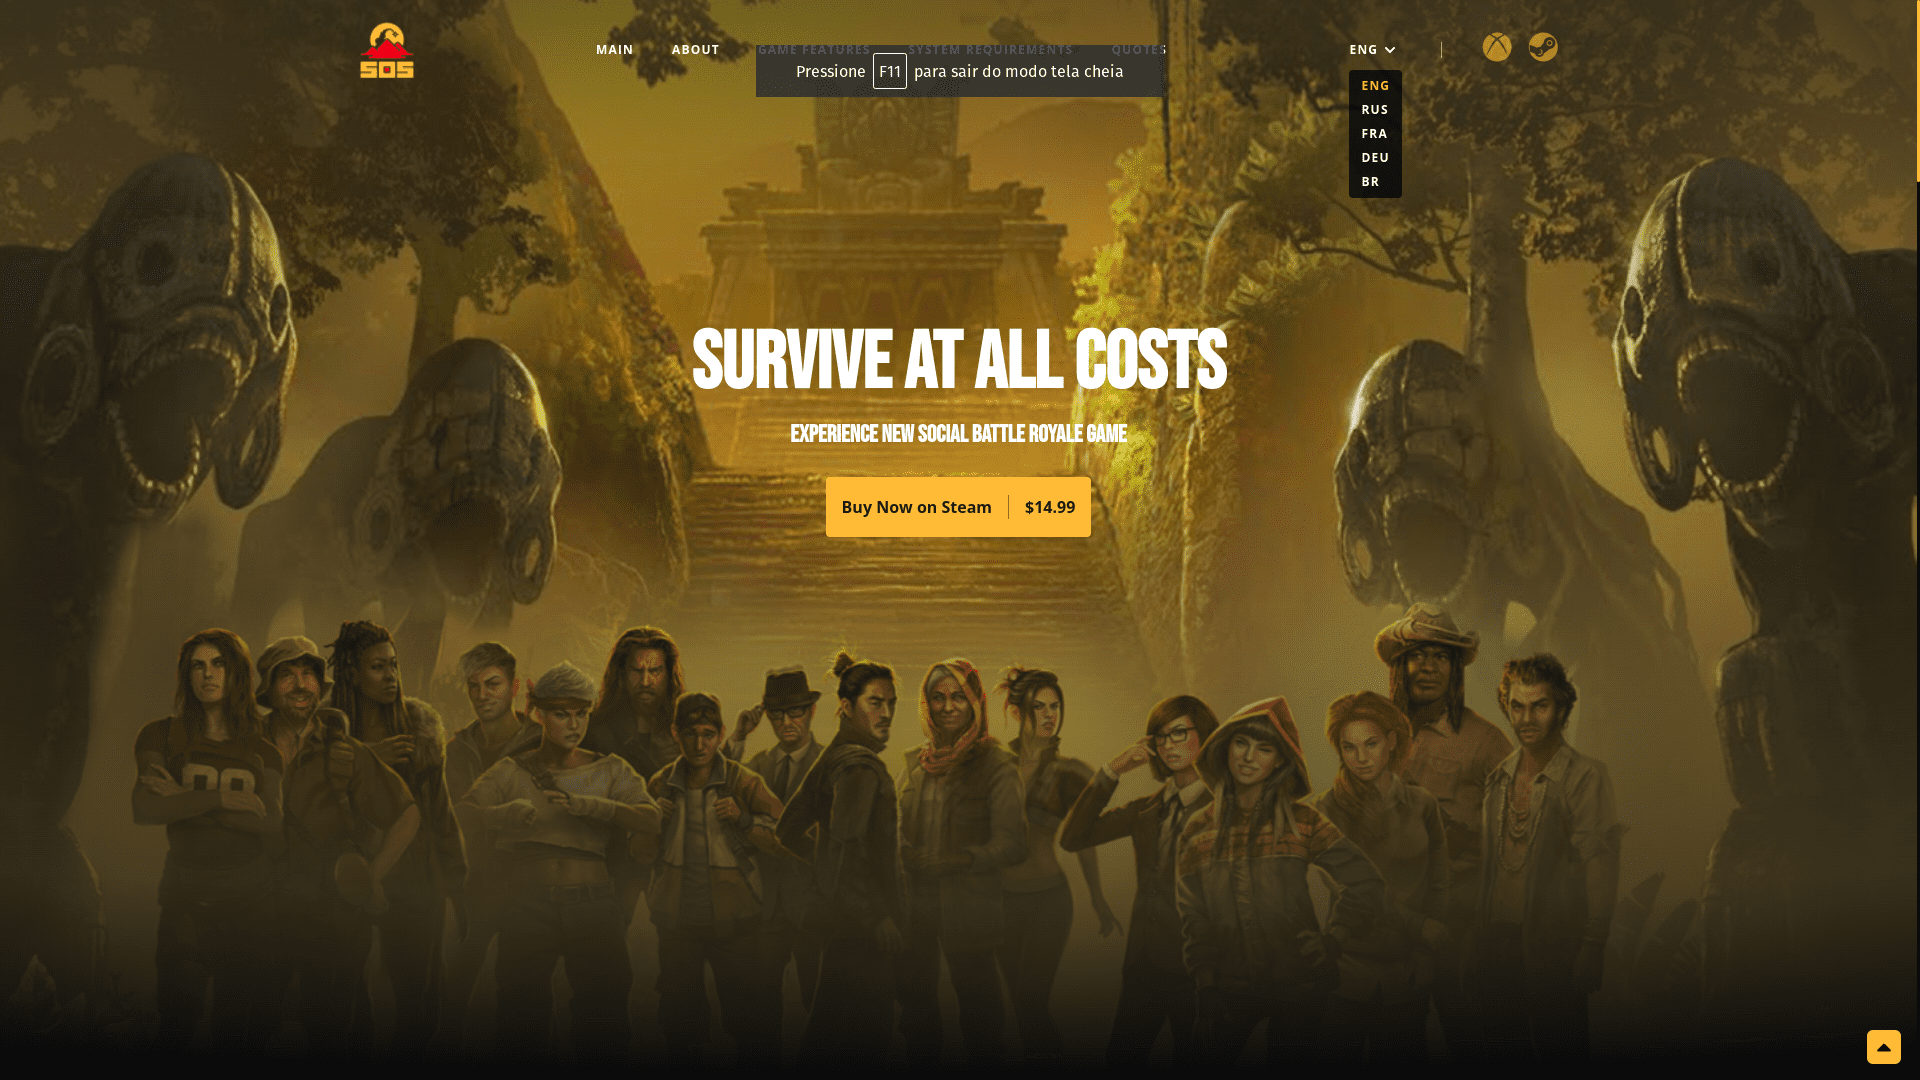 SOS
MAIN
ABOUT
GAME FEATURES
SYSTEM REQUIREMENTS
QUOTES
ENG
Pressione F11 para sair do modo tela cheia
ENG
RUS
FRA
DEU
BR
SURVIVE AT ALL COSTS
EXPERIENCE NEW SOCIAL BATTLE ROYALE GAME
Buy Now on Steam
$14.99